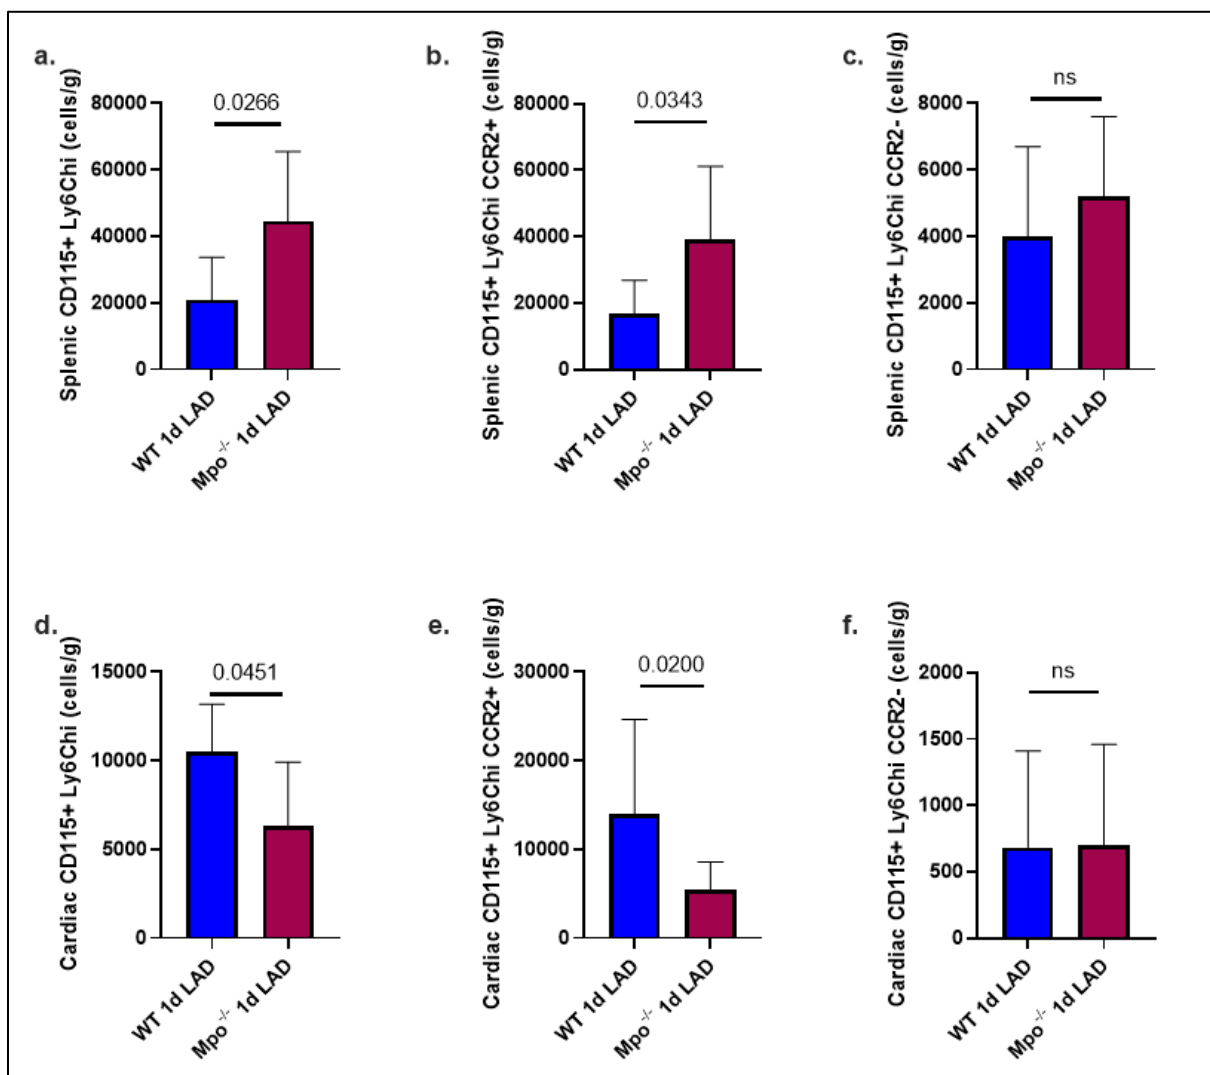 a.
Splenic CD115+ Ly6Chi (cells/g)
80000
60000
40000
20000
0
0.0266
WT 1d LAD
Mpo-/- 1d LAD
b.
Splenic CD115+ Ly6Chi CCR2+ (cells/g)
80000
60000
40000
20000
0
0.0343
WT 1d LAD
Mpo-/- 1d LAD
c.
Splenic CD115+ Ly6Chi CCR2- (cells/g)
8000
6000
4000
2000
0
ns
WT 1d LAD
Mpo-/- 1d LAD
d.
Cardiac CD115+ Ly6Chi (cells/g)
15000
10000
5000
0
0.0451
WT 1d LAD
Mpo-/- 1d LAD
e.
Cardiac CD115+ Ly6Chi CCR2+ (cells/g)
30000
20000
10000
0
0.0200
WT 1d LAD
Mpo-/- 1d LAD
f.
Cardiac CD115+ Ly6Chi CCR2- (cells/g)
2000
1500
1000
500
0
ns
WT 1d LAD
Mpo-/- 1d LAD